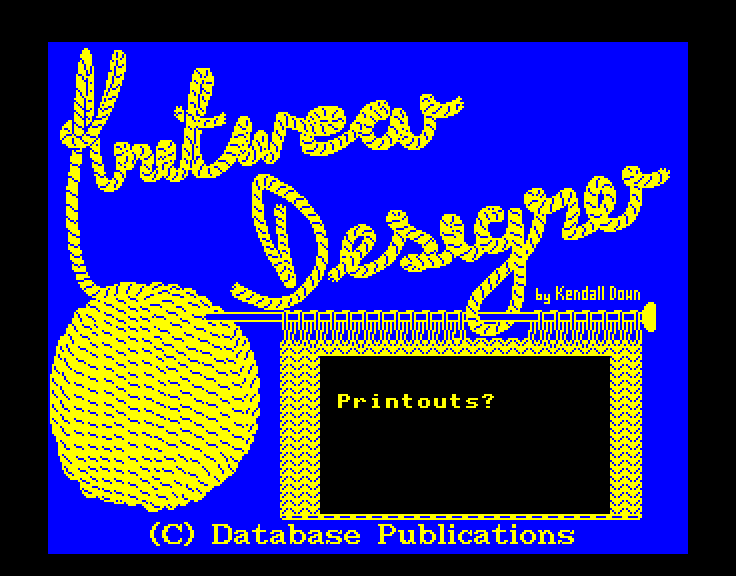 Knitwear
Designer
by Kendall Down
Printouts?
(C) Database Publications